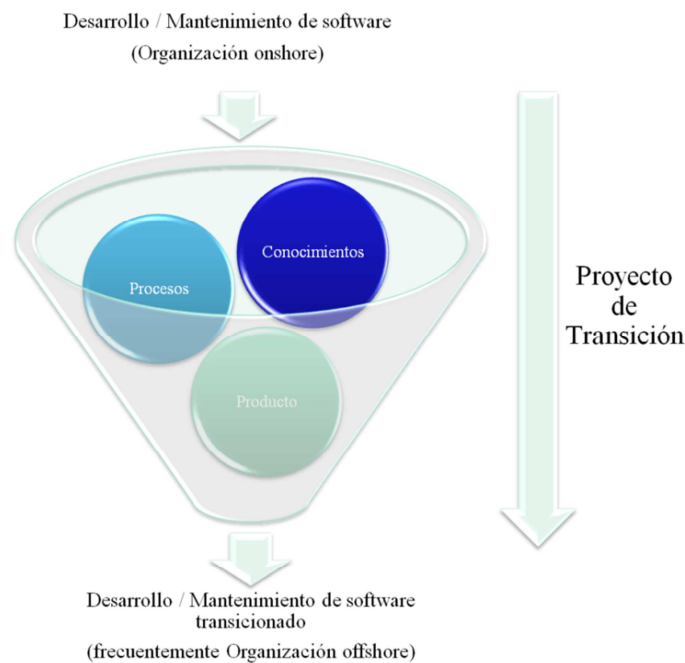 Desarrollo / Mantenimiento de software
(Organización onshore)
Conocimientos
Procesos
Producto
Proyecto
de
Transición
Desarrollo / Mantenimiento de software
transicionado
(frecuentemente Organización offshore)